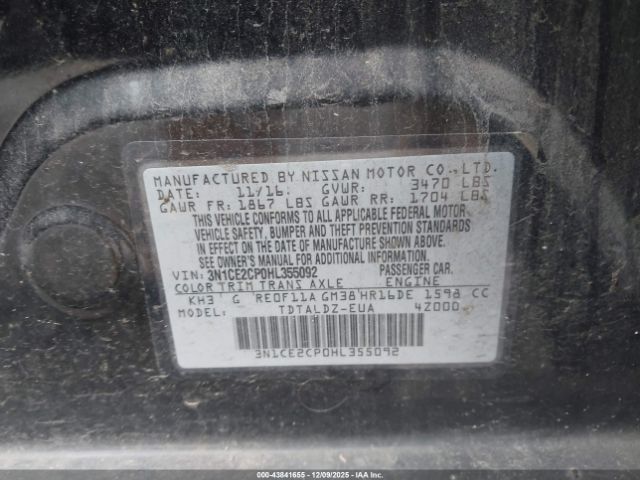 MANUFACTURED BY NISSAN MOTOR CO.,LTD.
DATE: 11/16. GVWR: 3470 LBS
GAWR FR: 1867 LBS GAWR RR: 1704 LBS
THIS VEHICLE CONFORMS TO ALL APPLICABLE FEDERAL MOTOR
VEHICLE SAFETY, BUMPER AND THEFT PREVENTION STANDARDS
IN EFFECT ON THE DATE OF MANUFACTURE SHOWN ABOVE.
SEE OWNER'S MANUAL FOR ADDITIONAL INFORMATION.
VIN: 3N1CE2CP0HL355092 PASSENGER CAR.
COLOR TRIM TRANS AXLE ENGINE
KH3 G RE0F11A GM38 HR16DE 1598 CC
MODEL: TDTALDZ-EUA 4Z000
3N1CE2CP0HL355092
000-43841655 - 12/09/2025 - IAAI.COM